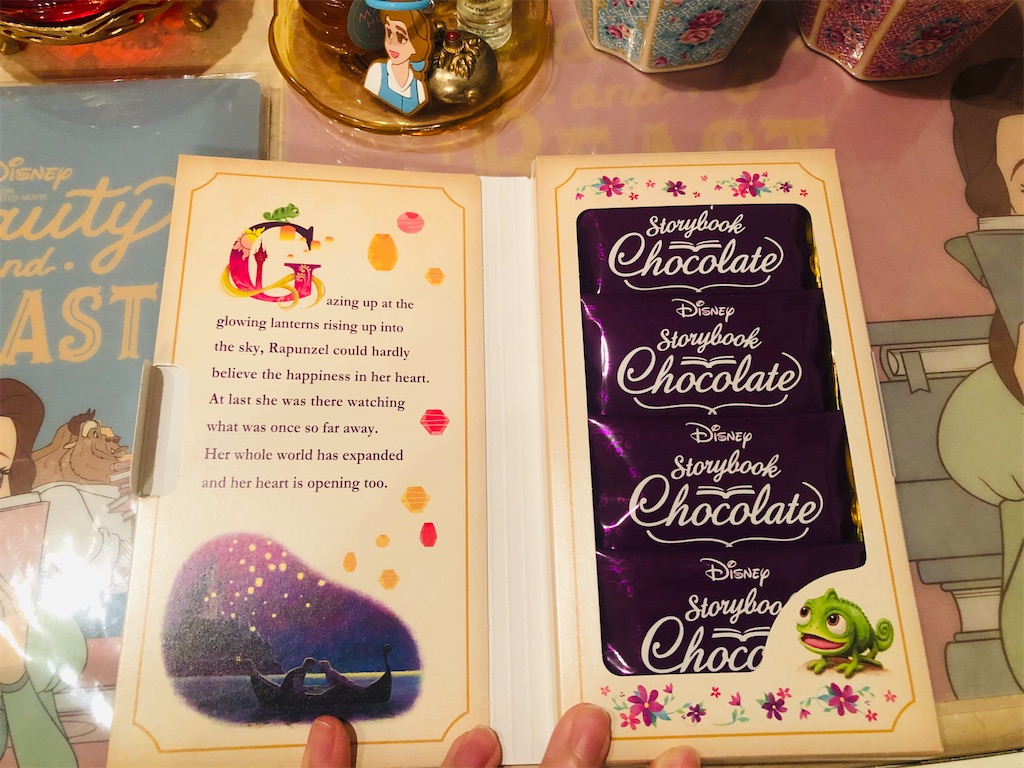 and
BEAST
DISNEY
Beauty
and
BEAST
Gazing up at the
glowing lanterns rising up into
the sky, Rapunzel could hardly
believe the happiness in her heart.
At last she was there watching
what was once so far away.
Her whole world has expanded
and her heart is opening too.
Storybook
Chocolate
DISNEY
Storybook
Chocolate
DISNEY
Storybook
Chocolate
DISNEY
Storyboo
Choco